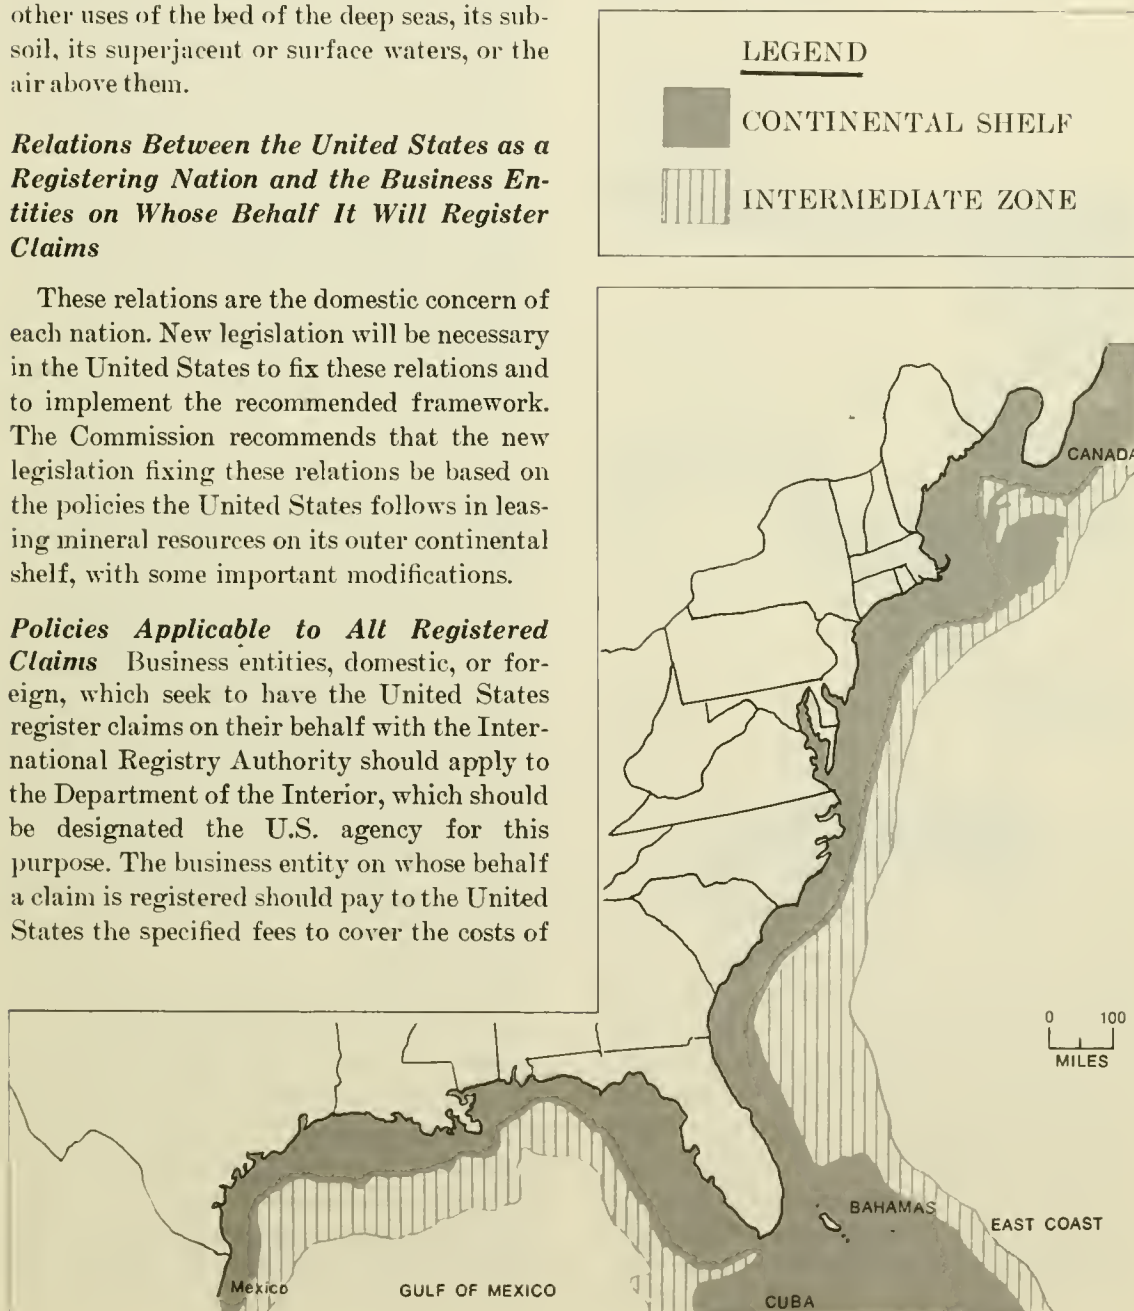 other uses of the bed of the deep seas, its sub-
soil, its superjacent or surface waters, or the
air above them.
Relations Between the United States as a
Registering Nation and the Business En-
tities on Whose Behalf It Will Register
Claims
These relations are the domestic concern of
each nation. New legislation will be necessary
in the United States to fix these relations and
to implement the recommended framework.
The Commission recommends that the new
legislation fixing these relations be based on
the policies the United States follows in leas-
ing mineral resources on its outer continental
shelf, with some important modifications.
Policies Applicable to All Registered
Claims Business entities, domestic, or for-
eign, which seek to have the United States
register claims on their behalf with the Inter-
national Registry Authority should apply to
the Department of the Interior, which should
be designated the U.S. agency for this
purpose. The business entity on whose behalf
a claim is registered should pay to the United
States the specified fees to cover the costs of
LEGEND
CONTINENTAL SHELF
INTERMEDIATE ZONE
CANADA
0 100
MILES
BAHAMAS
EAST COAST
Mexico
GULF OF MEXICO
CUBA